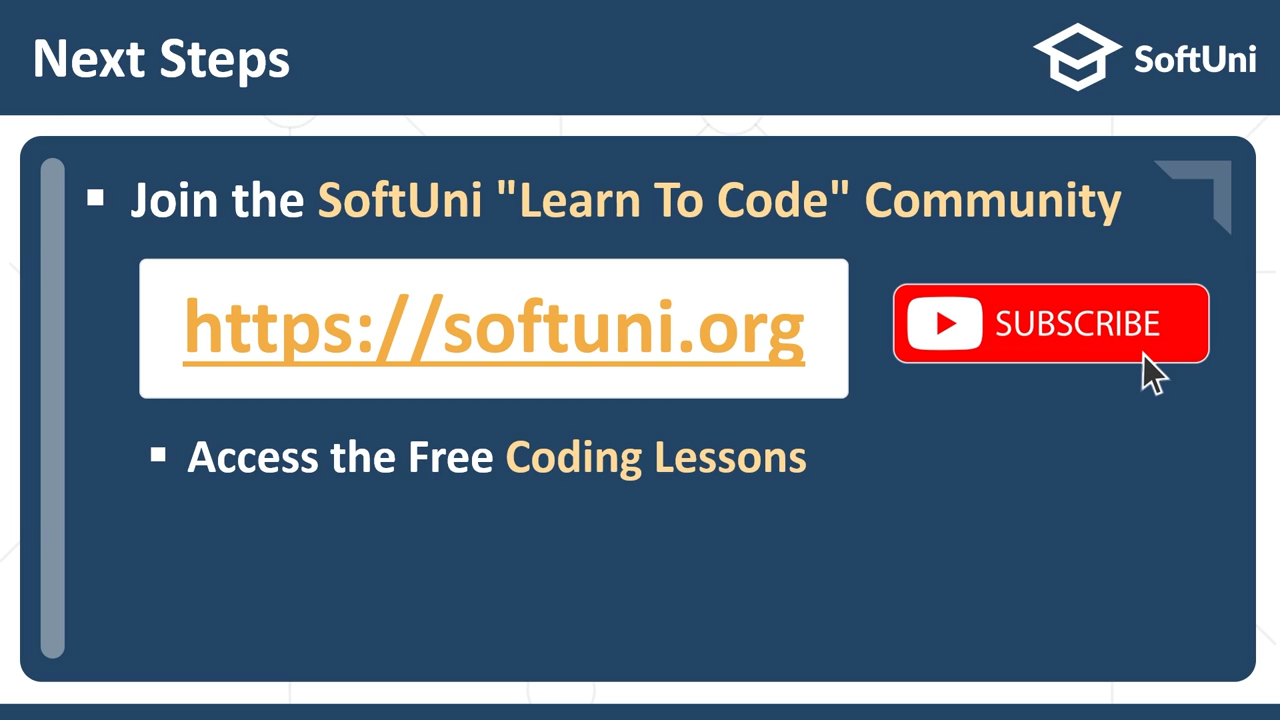 Next Steps
SoftUni
▪ Join the SoftUni "Learn To Code" Community
https://softuni.org
SUBSCRIBE
▪ Access the Free Coding Lessons